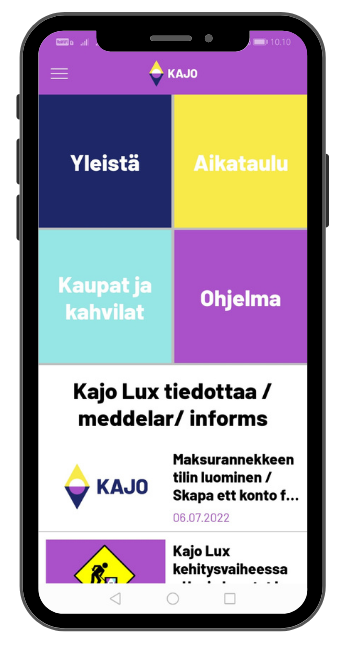 10.10
KAJO
Yleistä
Aikataulu
Kaupat ja
kahvilat
Ohjelma
Kajo Lux tiedottaa /
meddelar/ informs
KAJO
Maksurannekkeen
tilin luominen /
Skapa ett konto f...
06.07.2022
Kajo Lux
kehitysvaiheessa